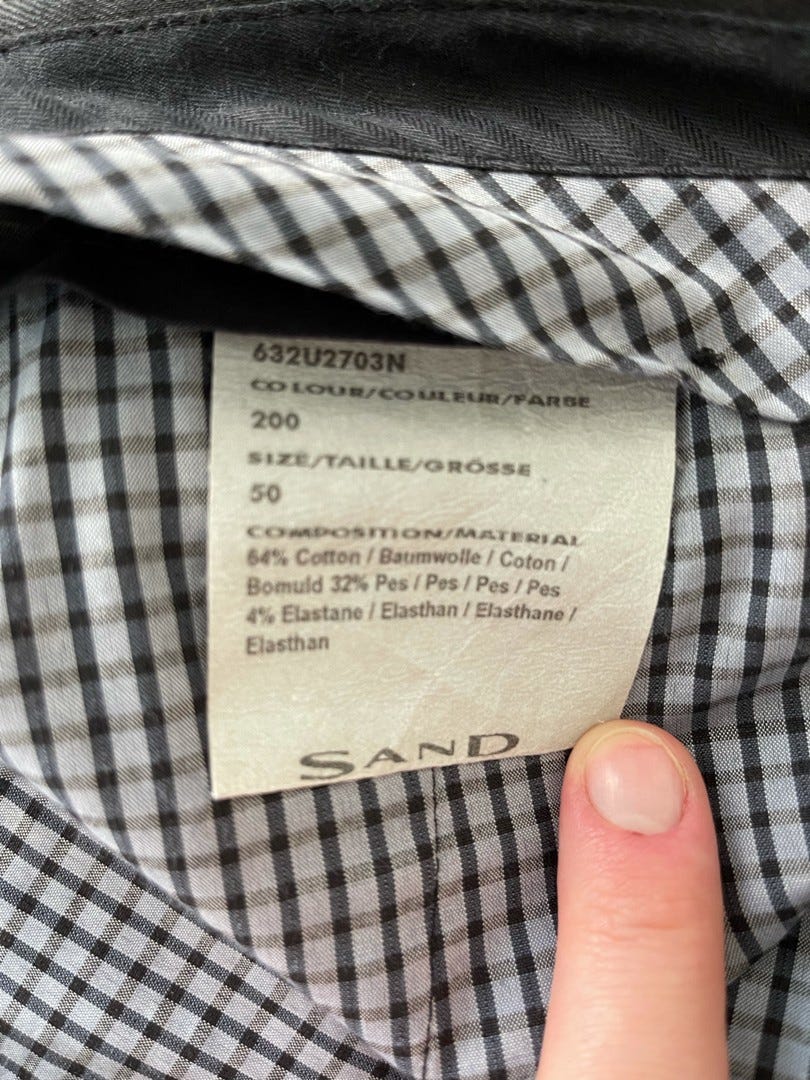 632U2703N
COLOUR/COULEUR/FARBE
200
SIZE/TAILLE/GRÖSSE
50
COMPOSITION/MATERIAL
64% Cotton / Baumwolle / Coton /
Bomuld 32% Pes / Pes / Pes / Pes
4% Elastane / Elasthan / Elasthane /
Elasthan
SAND